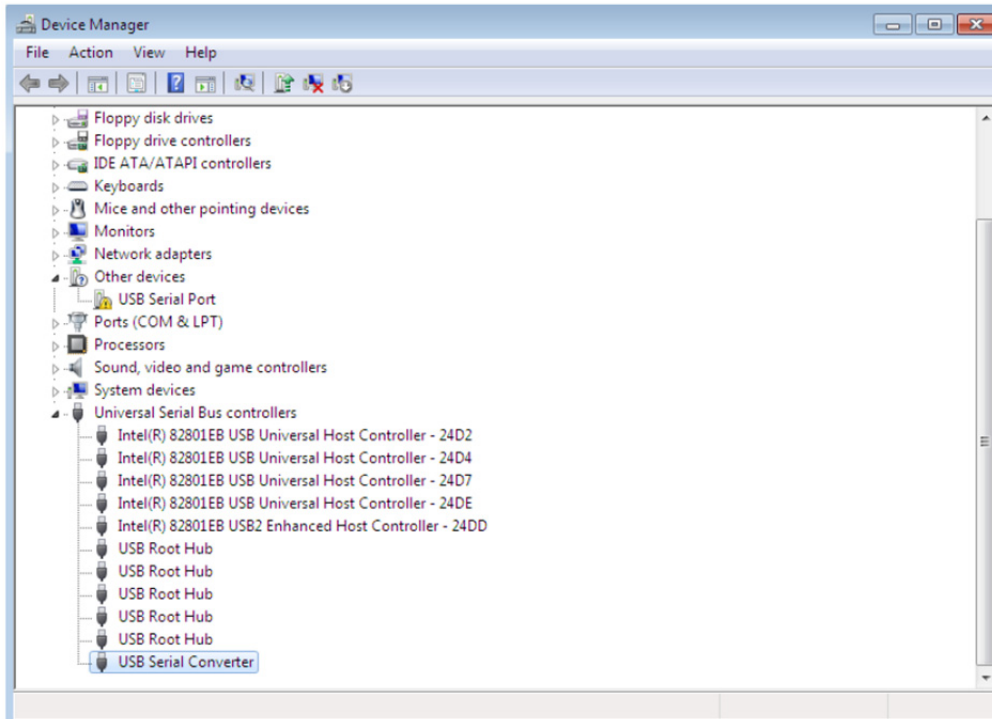 Device Manager
File Action View Help
Floppy disk drives
Floppy drive controllers
IDE ATA/ATAPI controllers
Keyboards
Mice and other pointing devices
Monitors
Network adapters
Other devices
USB Serial Port
Ports (COM & LPT)
Processors
Sound, video and game controllers
System devices
Universal Serial Bus controllers
Intel(R) 82801EB USB Universal Host Controller - 24D2
Intel(R) 82801EB USB Universal Host Controller - 24D4
Intel(R) 82801EB USB Universal Host Controller - 24D7
Intel(R) 82801EB USB Universal Host Controller - 24DE
Intel(R) 82801EB USB2 Enhanced Host Controller - 24DD
USB Root Hub
USB Root Hub
USB Root Hub
USB Root Hub
USB Root Hub
USB Serial Converter